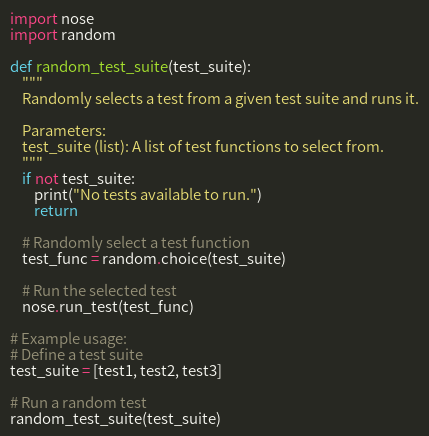 import nose
import random

def random_test_suite(test_suite):
    """
    Randomly selects a test from a given test suite and runs it.

    Parameters:
    test_suite (list): A list of test functions to select from.
    """
    if not test_suite:
        print("No tests available to run.")
        return

    # Randomly select a test function
    test_func = random.choice(test_suite)

    # Run the selected test
    nose.run_test(test_func)

# Example usage:
# Define a test suite
test_suite = [test1, test2, test3]

# Run a random test
random_test_suite(test_suite)